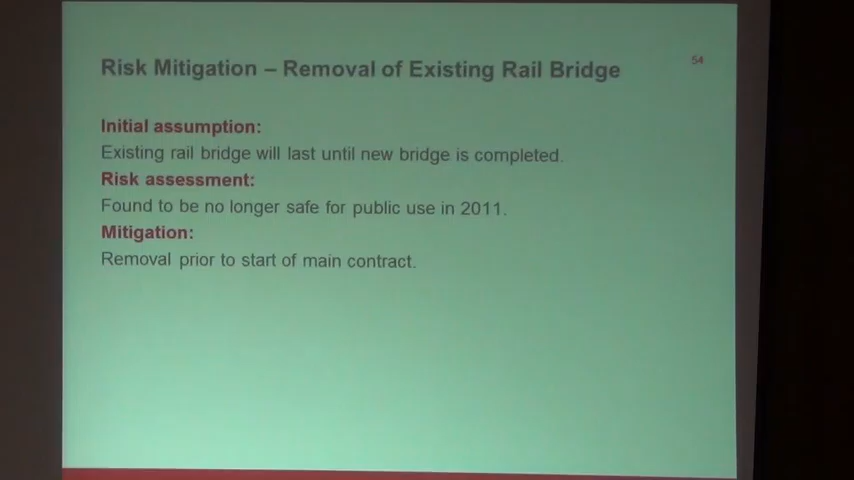 Risk Mitigation – Removal of Existing Rail Bridge
54
Initial assumption:
Existing rail bridge will last until new bridge is completed.
Risk assessment:
Found to be no longer safe for public use in 2011.
Mitigation:
Removal prior to start of main contract.